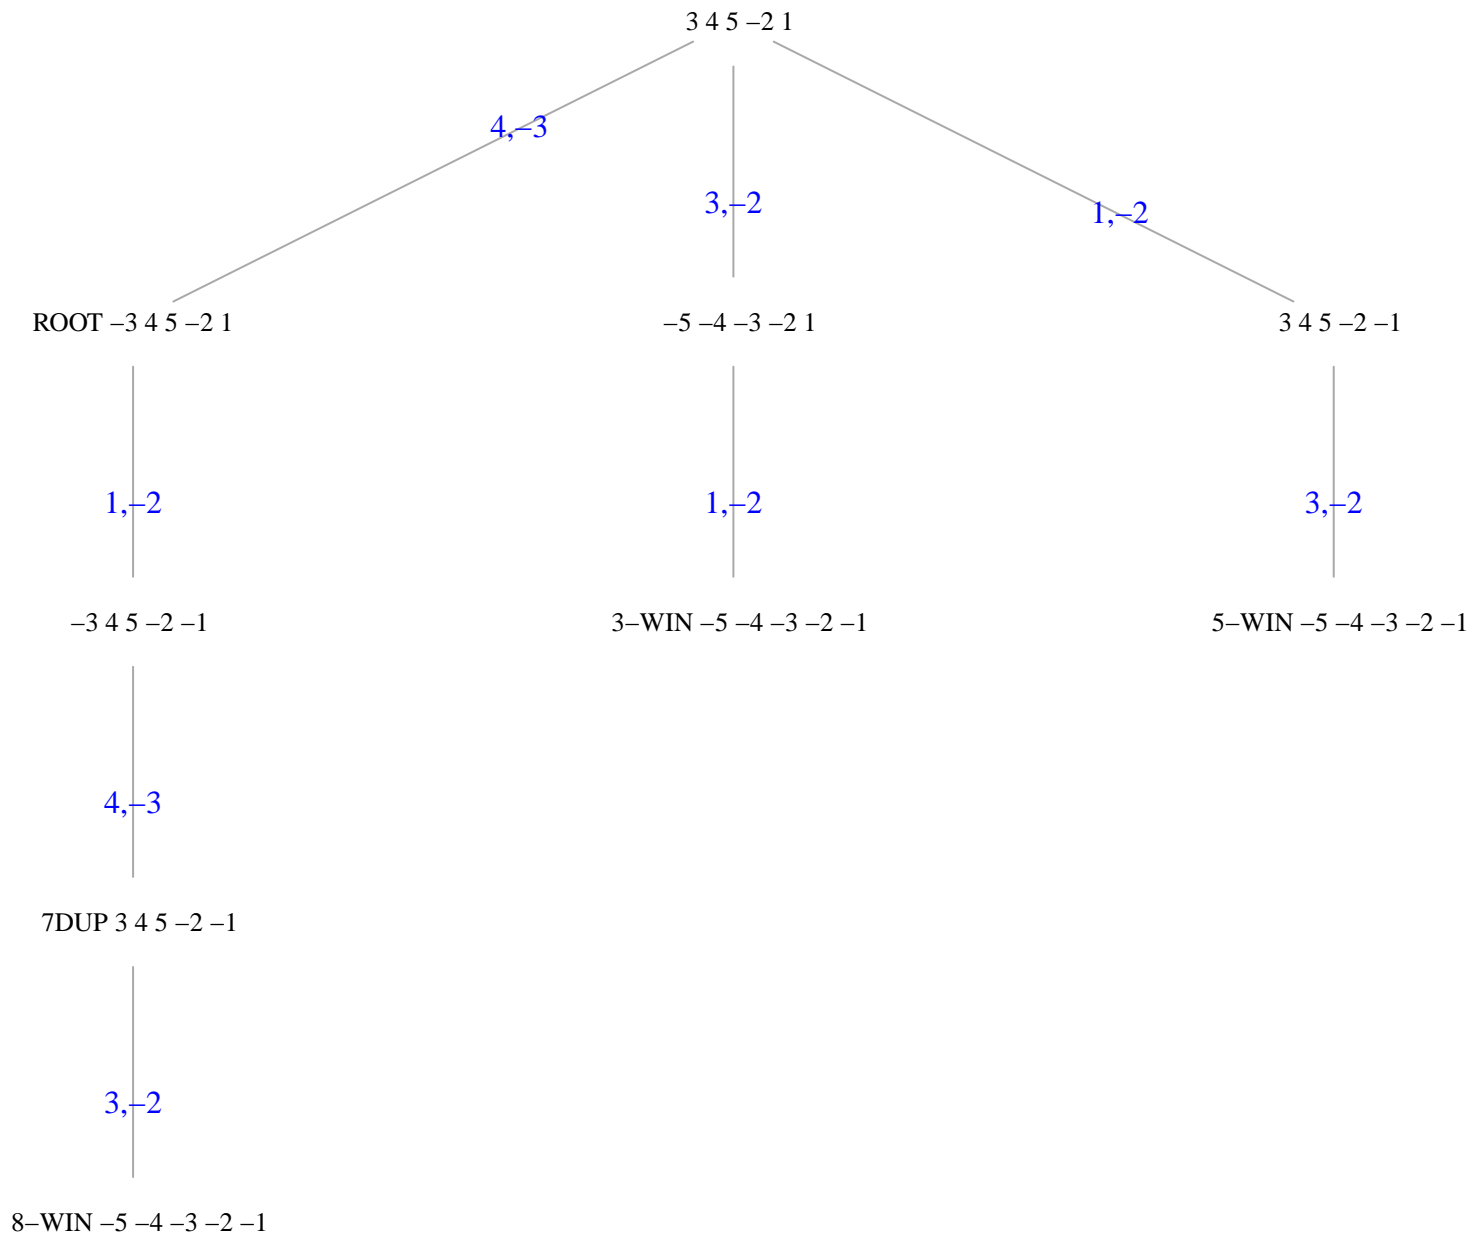 3 4 5 –2 1
4,–3
3,–2
1,–2
ROOT –3 4 5 –2 1
–5 –4 –3 –2 1
3 4 5 –2 –1
1,–2
1,–2
3,–2
–3 4 5 –2 –1
3–WIN –5 –4 –3 –2 –1
5–WIN –5 –4 –3 –2 –1
4,–3
7DUP 3 4 5 –2 –1
3,–2
8–WIN –5 –4 –3 –2 –1